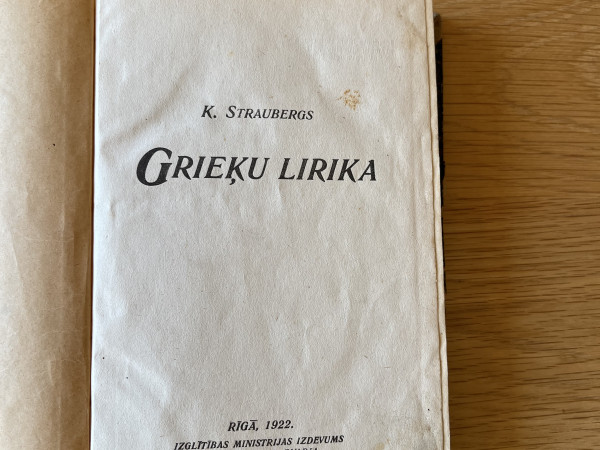 K. STRAUBERGS
GRIEĶU LIRIKA
RĪGĀ, 1922.
IZGLĪTĪBAS MINISTRIJAS IZDEVUMS